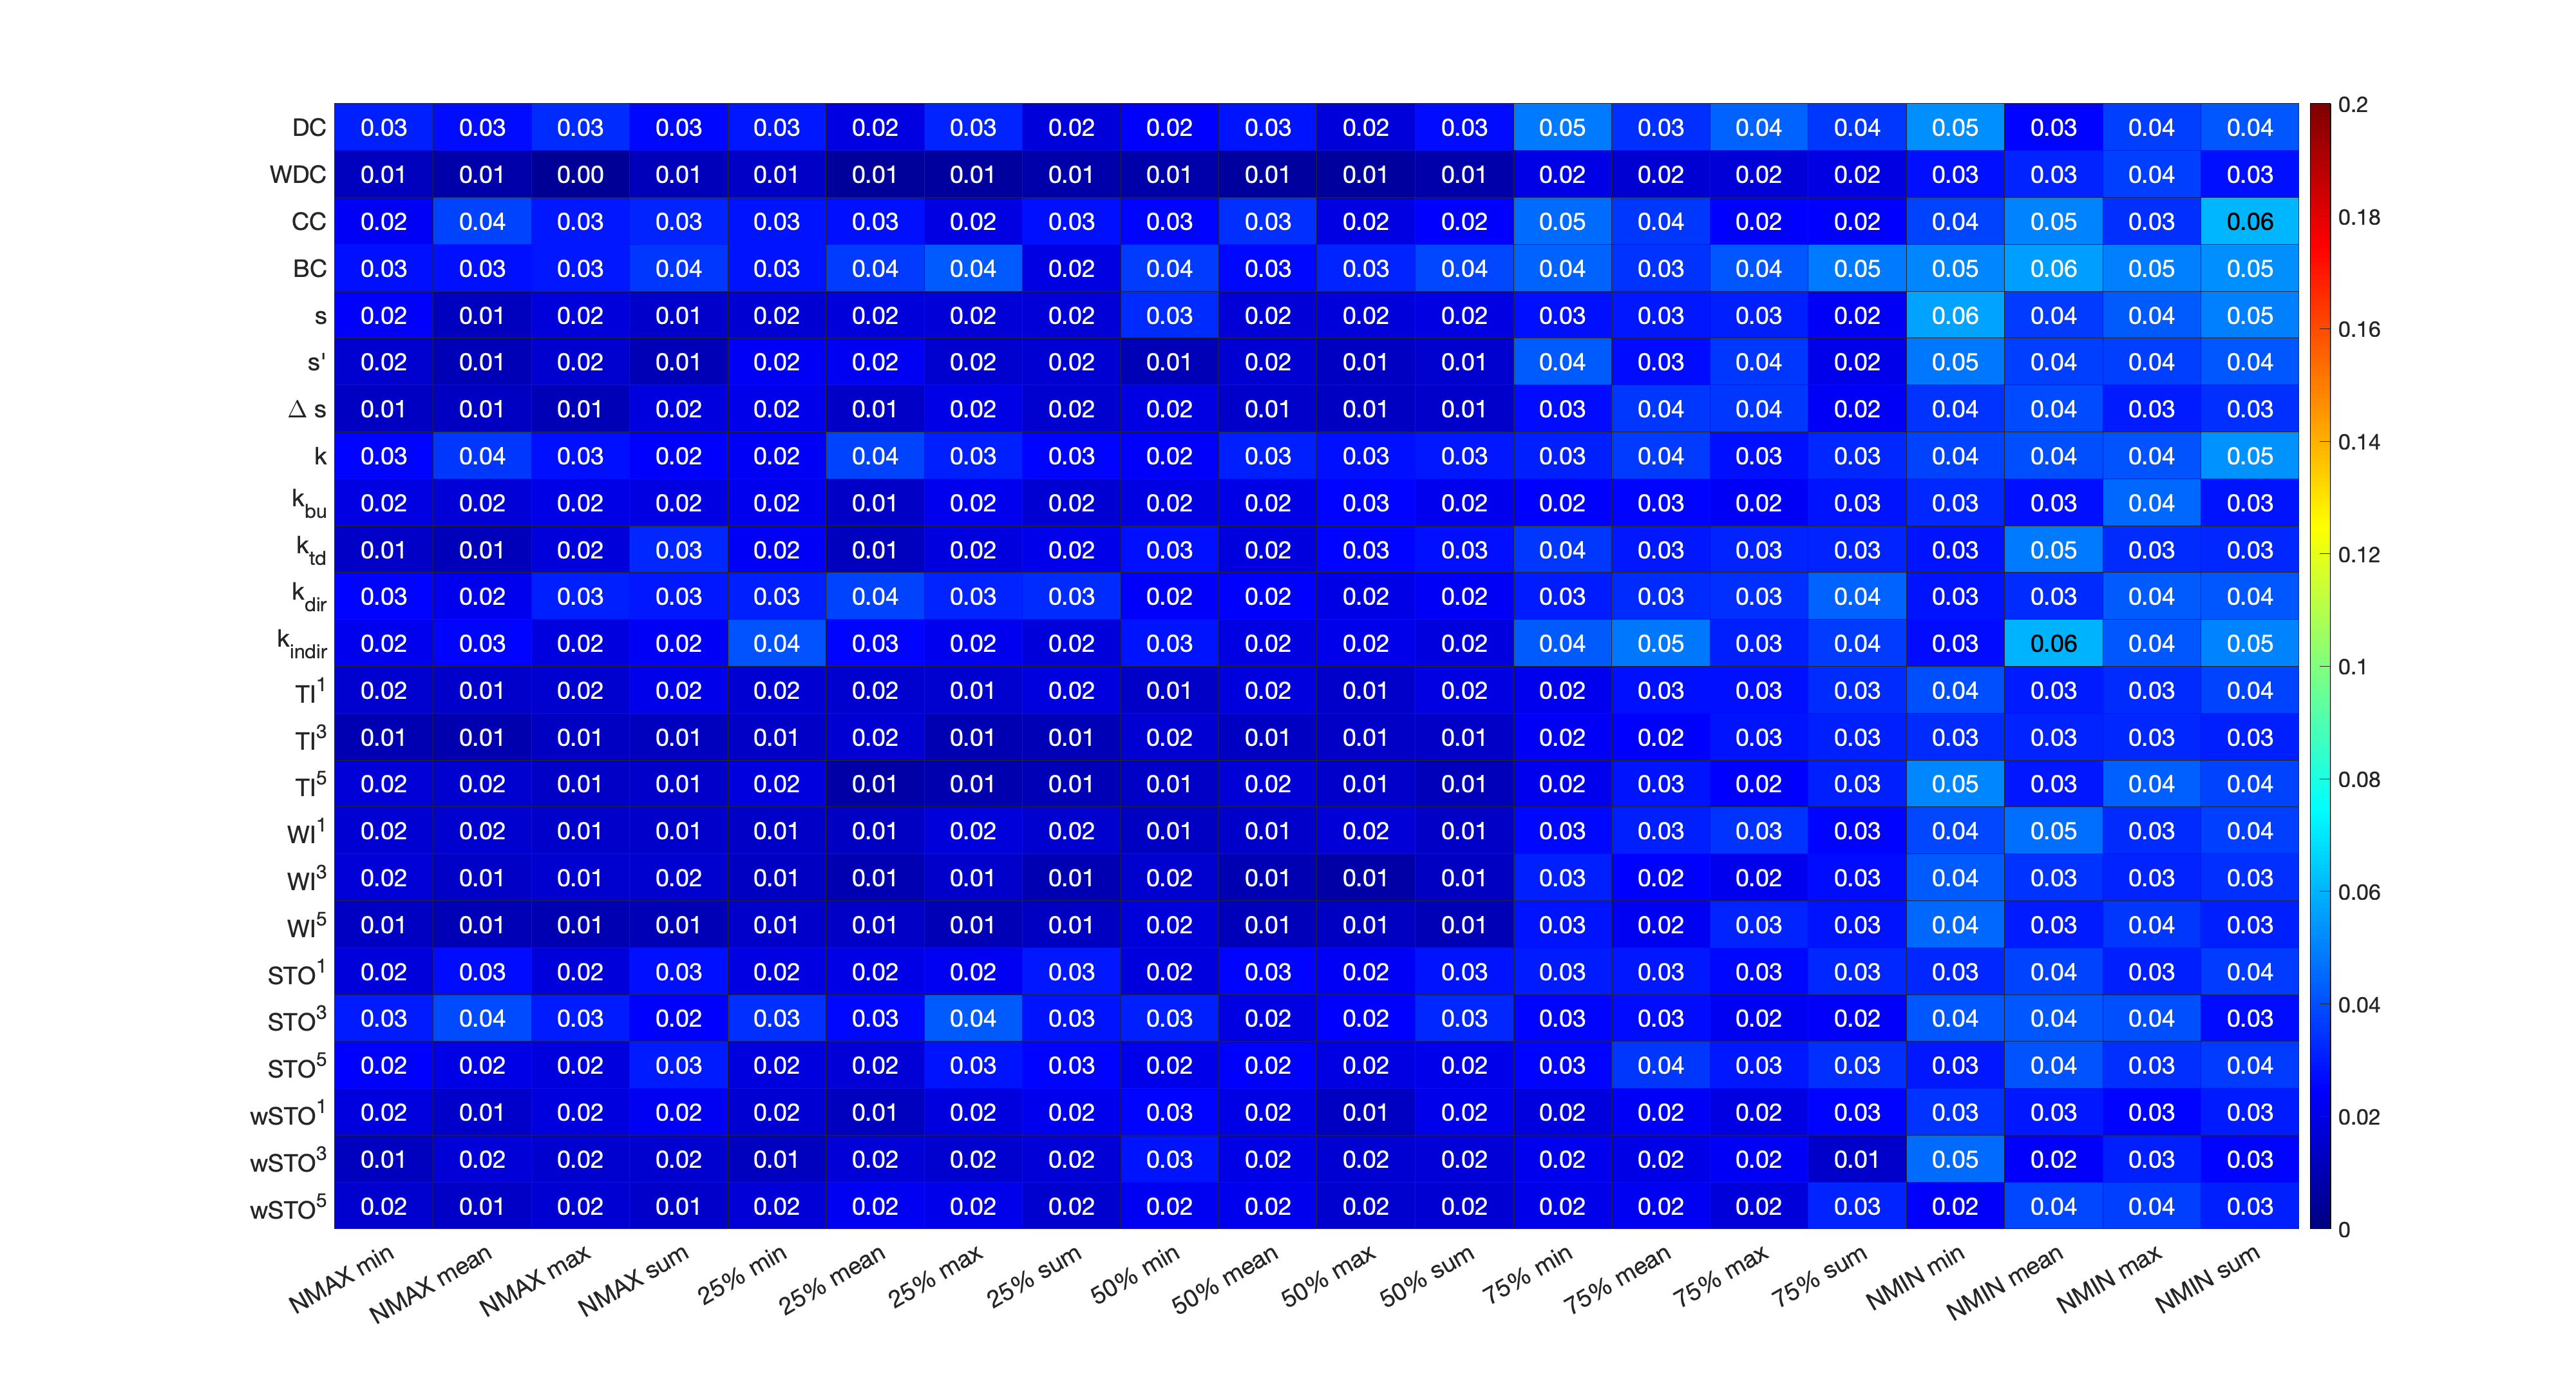 DC 0.03 0.03 0.03 0.03 0.03 0.02 0.03 0.02 0.02 0.03 0.02 0.03 0.05 0.03 0.04 0.04 0.05 0.03 0.04 0.04 0.2
WDC 0.01 0.01 0.00 0.01 0.01 0.01 0.01 0.01 0.01 0.01 0.01 0.01 0.02 0.02 0.02 0.02 0.03 0.03 0.04 0.03
CC 0.02 0.04 0.03 0.03 0.03 0.03 0.02 0.03 0.03 0.03 0.02 0.02 0.05 0.04 0.02 0.02 0.04 0.05 0.03 0.06 0.18
BC 0.03 0.03 0.03 0.04 0.03 0.04 0.04 0.02 0.04 0.03 0.03 0.04 0.04 0.03 0.04 0.05 0.05 0.06 0.05 0.05
s 0.02 0.01 0.02 0.01 0.02 0.02 0.02 0.02 0.03 0.02 0.02 0.02 0.03 0.03 0.03 0.02 0.06 0.04 0.04 0.05 0.16
s' 0.02 0.01 0.02 0.01 0.02 0.02 0.02 0.02 0.01 0.02 0.01 0.01 0.04 0.03 0.04 0.02 0.05 0.04 0.04 0.04
Δ s 0.01 0.01 0.01 0.02 0.02 0.01 0.02 0.02 0.02 0.01 0.01 0.01 0.03 0.04 0.04 0.02 0.04 0.04 0.03 0.03
k 0.03 0.04 0.03 0.02 0.02 0.04 0.03 0.03 0.02 0.03 0.03 0.03 0.03 0.04 0.03 0.03 0.04 0.04 0.04 0.05 0.14
k_bu 0.02 0.02 0.02 0.02 0.02 0.01 0.02 0.02 0.02 0.02 0.03 0.02 0.02 0.03 0.02 0.03 0.03 0.03 0.04 0.03
k_td 0.01 0.01 0.02 0.03 0.02 0.01 0.02 0.02 0.03 0.02 0.03 0.03 0.04 0.03 0.03 0.03 0.03 0.05 0.03 0.03 0.12
k_dir 0.03 0.02 0.03 0.03 0.03 0.04 0.03 0.03 0.02 0.02 0.02 0.02 0.03 0.03 0.03 0.04 0.03 0.03 0.04 0.04
k_indir 0.02 0.03 0.02 0.02 0.04 0.03 0.02 0.02 0.03 0.02 0.02 0.02 0.04 0.05 0.03 0.04 0.03 0.06 0.04 0.05 0.1
TI^1 0.02 0.01 0.02 0.02 0.02 0.02 0.01 0.02 0.01 0.02 0.01 0.02 0.02 0.03 0.03 0.03 0.04 0.03 0.03 0.04
TI^3 0.01 0.01 0.01 0.01 0.01 0.02 0.01 0.01 0.02 0.01 0.01 0.01 0.02 0.02 0.03 0.03 0.03 0.03 0.03 0.03
TI^5 0.02 0.02 0.01 0.01 0.02 0.01 0.01 0.01 0.01 0.02 0.01 0.01 0.02 0.03 0.02 0.03 0.05 0.03 0.04 0.04 0.08
WI^1 0.02 0.02 0.01 0.01 0.01 0.01 0.02 0.02 0.01 0.01 0.02 0.01 0.03 0.03 0.03 0.03 0.04 0.05 0.03 0.04
WI^3 0.02 0.01 0.01 0.02 0.01 0.01 0.01 0.01 0.02 0.01 0.01 0.01 0.03 0.02 0.02 0.03 0.04 0.03 0.03 0.03 0.06
WI^5 0.01 0.01 0.01 0.01 0.01 0.01 0.01 0.01 0.02 0.01 0.01 0.01 0.03 0.02 0.03 0.03 0.04 0.03 0.04 0.03
STO^1 0.02 0.03 0.02 0.03 0.02 0.02 0.02 0.03 0.02 0.03 0.02 0.03 0.03 0.03 0.03 0.03 0.03 0.04 0.03 0.04
STO^3 0.03 0.04 0.03 0.02 0.03 0.03 0.04 0.03 0.03 0.02 0.02 0.03 0.03 0.03 0.02 0.02 0.04 0.04 0.04 0.03 0.04
STO^5 0.02 0.02 0.02 0.03 0.02 0.02 0.03 0.03 0.02 0.02 0.02 0.02 0.03 0.04 0.03 0.03 0.03 0.04 0.03 0.04
wSTO^1 0.02 0.01 0.02 0.02 0.02 0.01 0.02 0.02 0.03 0.02 0.01 0.02 0.02 0.02 0.02 0.03 0.03 0.03 0.03 0.03 0.02
wSTO^3 0.01 0.02 0.02 0.02 0.01 0.02 0.02 0.02 0.03 0.02 0.02 0.02 0.02 0.02 0.02 0.01 0.05 0.02 0.03 0.03
wSTO^5 0.02 0.01 0.02 0.01 0.02 0.02 0.02 0.02 0.02 0.02 0.02 0.02 0.02 0.02 0.02 0.03 0.02 0.04 0.04 0.03 0
NMAX min NMAX mean NMAX max NMAX sum 25% min 25% mean 25% max 25% sum 50% min 50% mean 50% max 50% sum 75% min 75% mean 75% max 75% sum NMIN min NMIN mean NMIN max NMIN sum